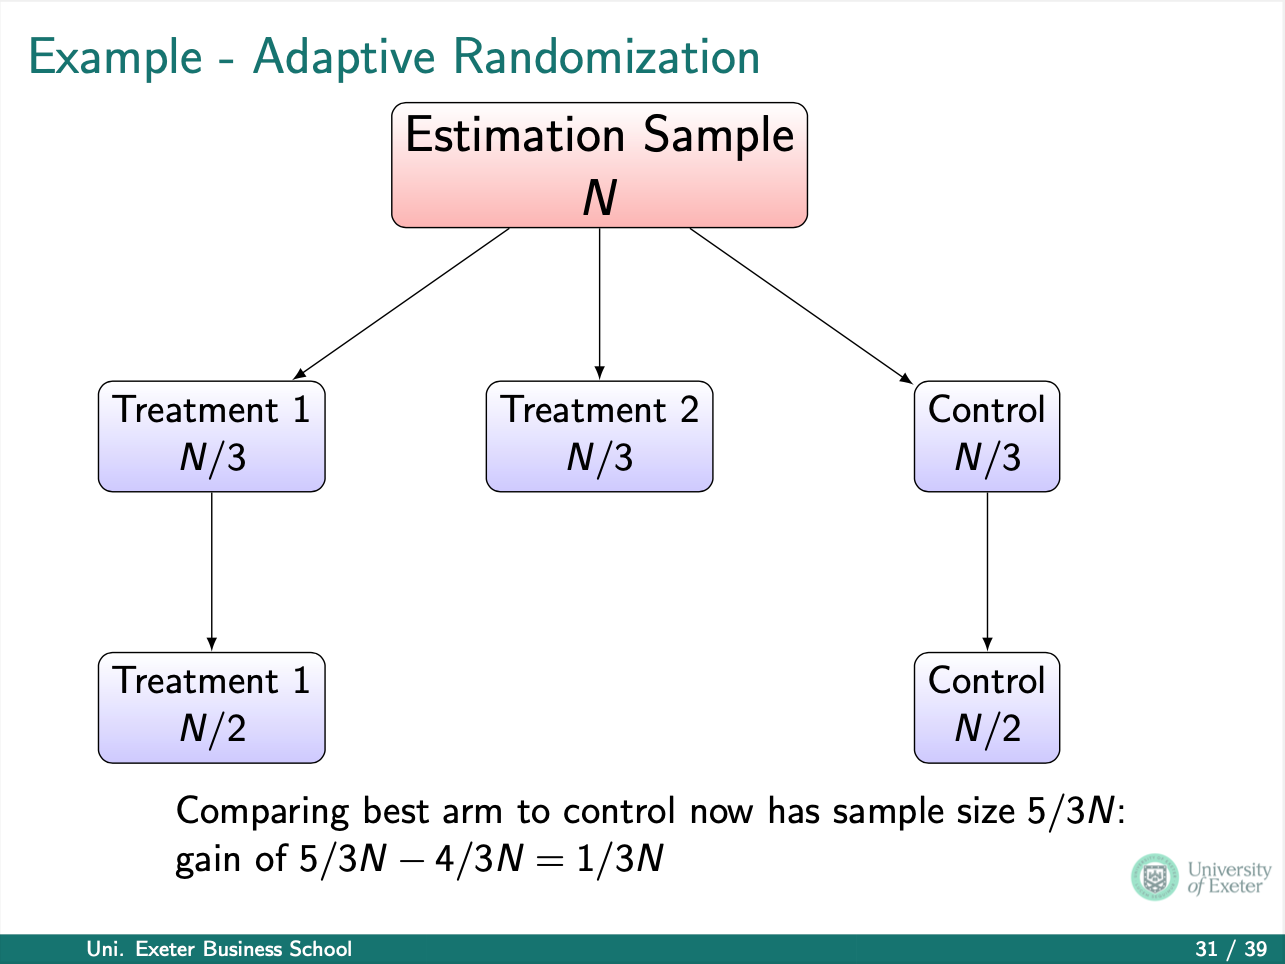 Example - Adaptive Randomization
Estimation Sample
N
Treatment 1
N/3
Treatment 2
N/3
Control
N/3
Treatment 1
N/2
Control
N/2
Comparing best arm to control now has sample size 5/3N:
gain of 5/3N − 4/3N = 1/3N
University
of Exeter
Uni. Exeter Business School
31 / 39